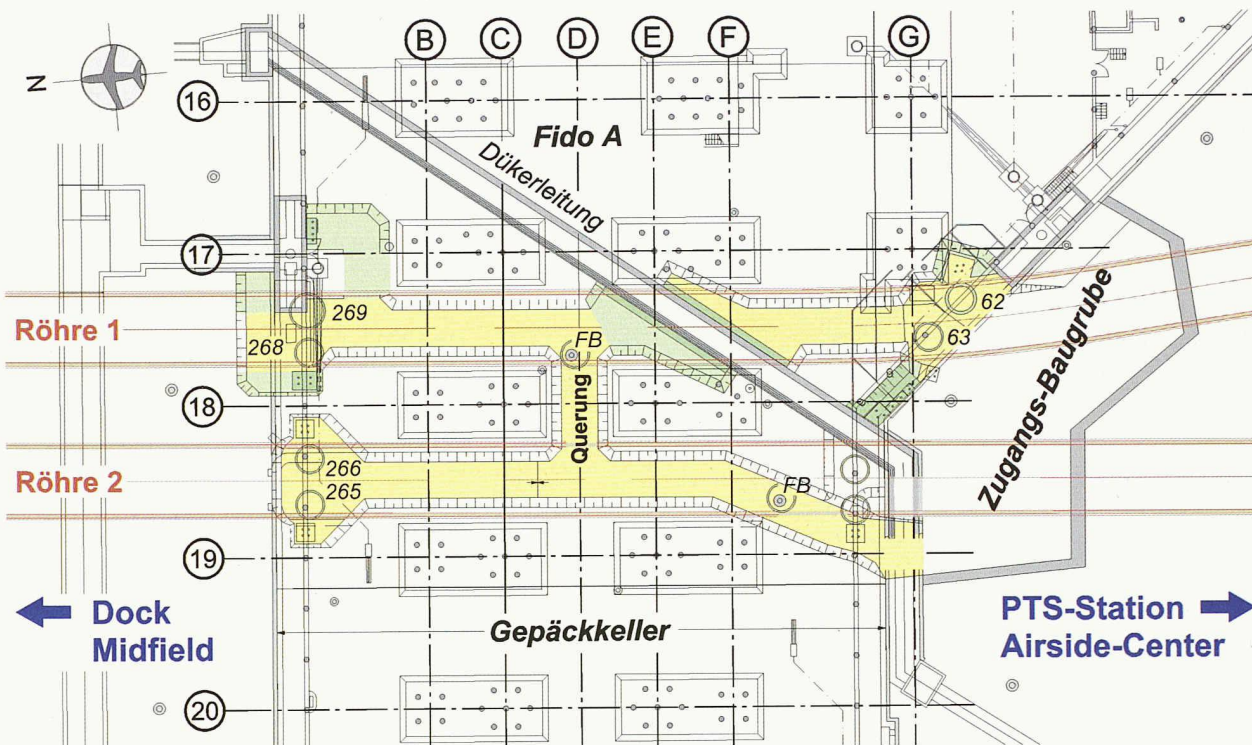 B C D E F G
N
16
Fido A
Dükerleitung
17
269
62
Röhre 1
268
FB
63
18
Querung
Zugangs-Baugrube
266
Röhre 2
265
FB
19
Dock
Midfield
Gepäckkeller
PTS-Station
Airside-Center
20